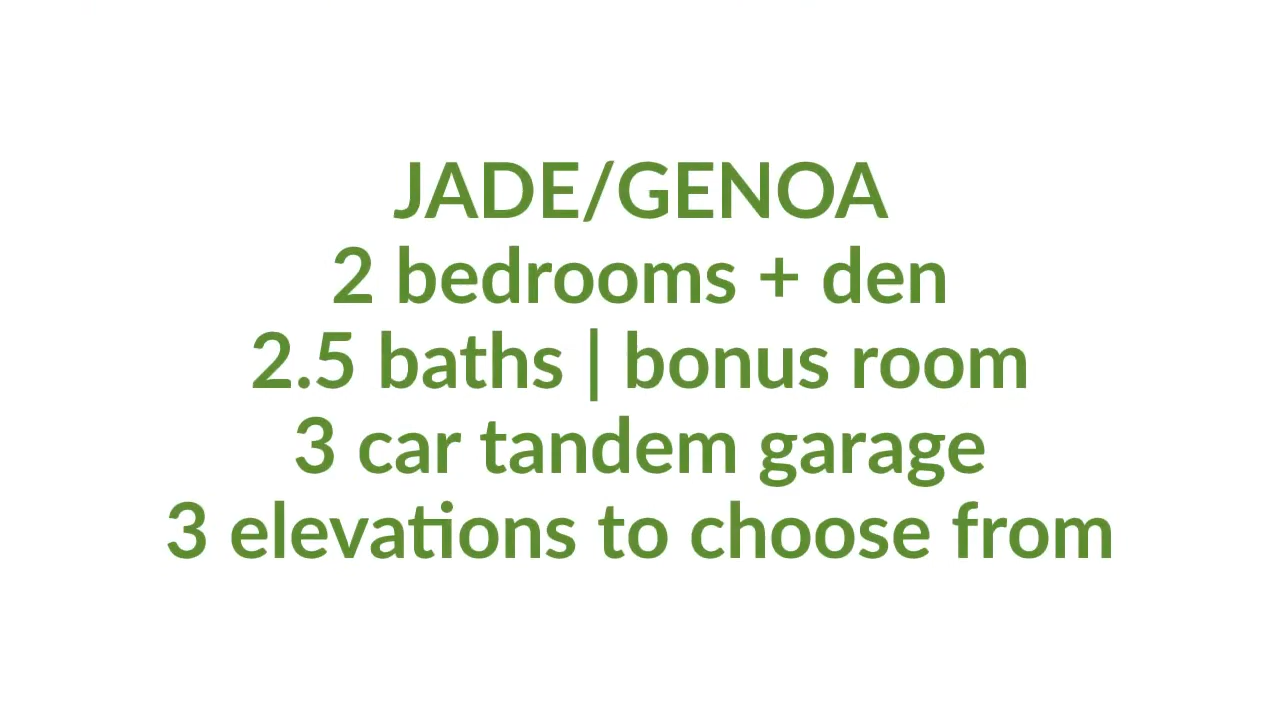 JADE/GENOA
2 bedrooms + den
2.5 baths | bonus room
3 car tandem garage
3 elevations to choose from